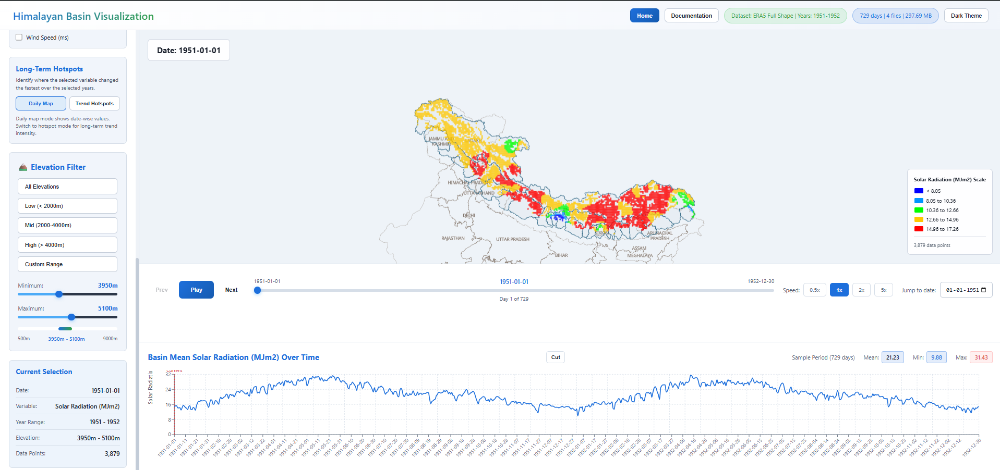 Himalayan Basin Visualization
Home
Documentation
Dataset: ERA5 Full Shape | Years: 1951-1952
729 days | 4 files | 297.69 MB
Dark Theme
Wind Speed (ms)
Long-Term Hotspots
Identify where the selected variable changed
the fastest over the selected years.
Daily Map
Trend Hotspots
Daily map mode shows date-wise values.
Switch to hotspot mode for long-term trend
intensity.
Elevation Filter
All Elevations
Low (< 2000m)
Mid (2000-4000m)
High (> 4000m)
Custom Range
Minimum:
3950m
Maximum:
5100m
500m
3950m - 5100m
9000m
Current Selection
Date:
1951-01-01
Variable:
Solar Radiation (MJm2)
Year Range:
1951 - 1952
Elevation:
3950m - 5100m
Data Points:
3,879
Date: 1951-01-01
JAMMU AND
KASHMIR
LADAKH
HIMACHAL PRADESH
UTTARAKHAND
DELHI
RAJASTHAN
UTTAR PRADESH
BIHAR
SIKKIM
ARUNACHAL
PRADESH
ASSAM
MEGHALAYA
Solar Radiation (MJm2) Scale
< 8.05
8.05 to 10.36
10.36 to 12.66
12.66 to 14.96
14.96 to 17.26
3,879 data points
Prev
Play
Next
1951-01-01
1951-01-01
1952-12-30
Day 1 of 729
Speed:
0.5x
1x
2x
5x
Jump to date:
01-01-1951
Basin Mean Solar Radiation (MJm2) Over Time
Cut
Sample Period (729 days)
Mean:
21.23
Min:
9.88
Max:
31.43
Current
Solar Radiatio
32
24
16
8
0
1951-01-01
1951-01-11
1951-01-21
1951-01-31
1951-02-10
1951-02-20
1951-03-02
1951-03-12
1951-03-22
1951-04-01
1951-04-11
1951-04-21
1951-05-01
1951-05-11
1951-05-21
1951-05-31
1951-06-10
1951-06-20
1951-06-30
1951-07-10
1951-07-20
1951-07-30
1951-08-09
1951-08-19
1951-08-29
1951-09-08
1951-09-18
1951-09-28
1951-10-08
1951-10-18
1951-10-28
1951-11-07
1951-11-17
1951-11-27
1951-12-07
1951-12-17
1951-12-27
1952-01-07
1952-01-17
1952-01-27
1952-02-06
1952-02-16
1952-02-26
1952-03-07
1952-03-17
1952-03-27
1952-04-06
1952-04-16
1952-04-26
1952-05-06
1952-05-16
1952-05-26
1952-06-05
1952-06-15
1952-06-25
1952-07-05
1952-07-15
1952-07-25
1952-08-04
1952-08-14
1952-08-24
1952-09-03
1952-09-13
1952-09-23
1952-10-03
1952-10-13
1952-10-23
1952-11-02
1952-11-12
1952-11-22
1952-12-02
1952-12-12
1952-12-30